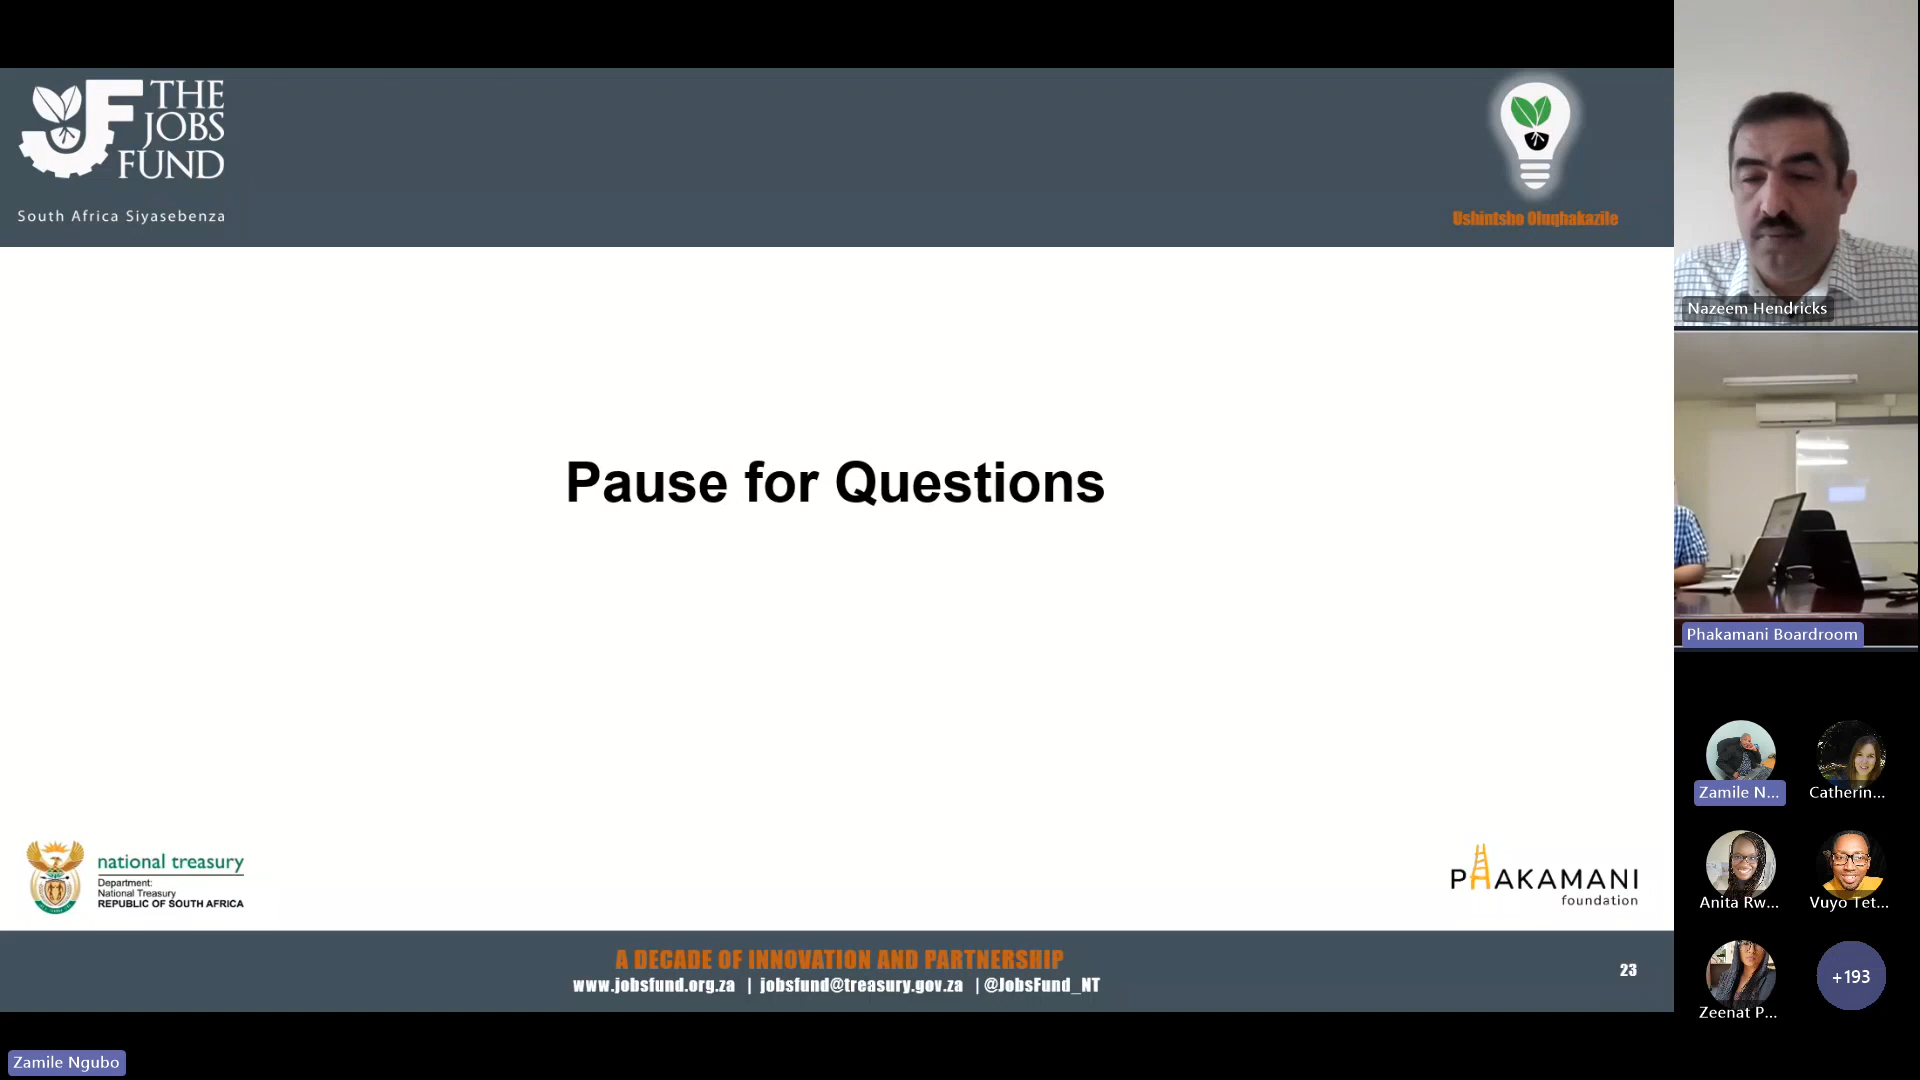 THE
JOBS
FUND
South Africa Siyasebenza
Ushintsho Oluqhakazile
Nazeem Hendricks
Pause for Questions
Phakamani Boardroom
Zamile N...
Catherin...
Anita Rw...
Vuyo Tet...
Zeenat P...
+193
national treasury
Department:
National Treasury
REPUBLIC OF SOUTH AFRICA
PHAKAMANI
foundation
A DECADE OF INNOVATION AND PARTNERSHIP
www.jobsfund.org.za | jobsfund@treasury.gov.za | @JobsFund_NT
23
Zamile Ngubo